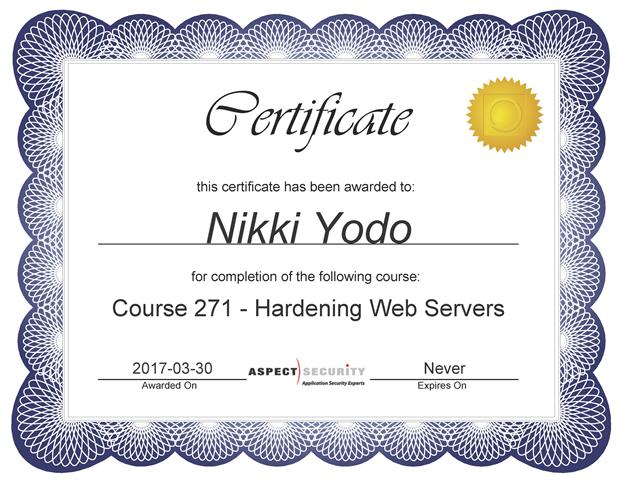 Certificate
this certificate has been awarded to:
Nikki Yodo
for completion of the following course:
Course 271 - Hardening Web Servers
2017-03-30
Awarded On
ASPECT SECURITY
Application Security Experts
Never
Expires On